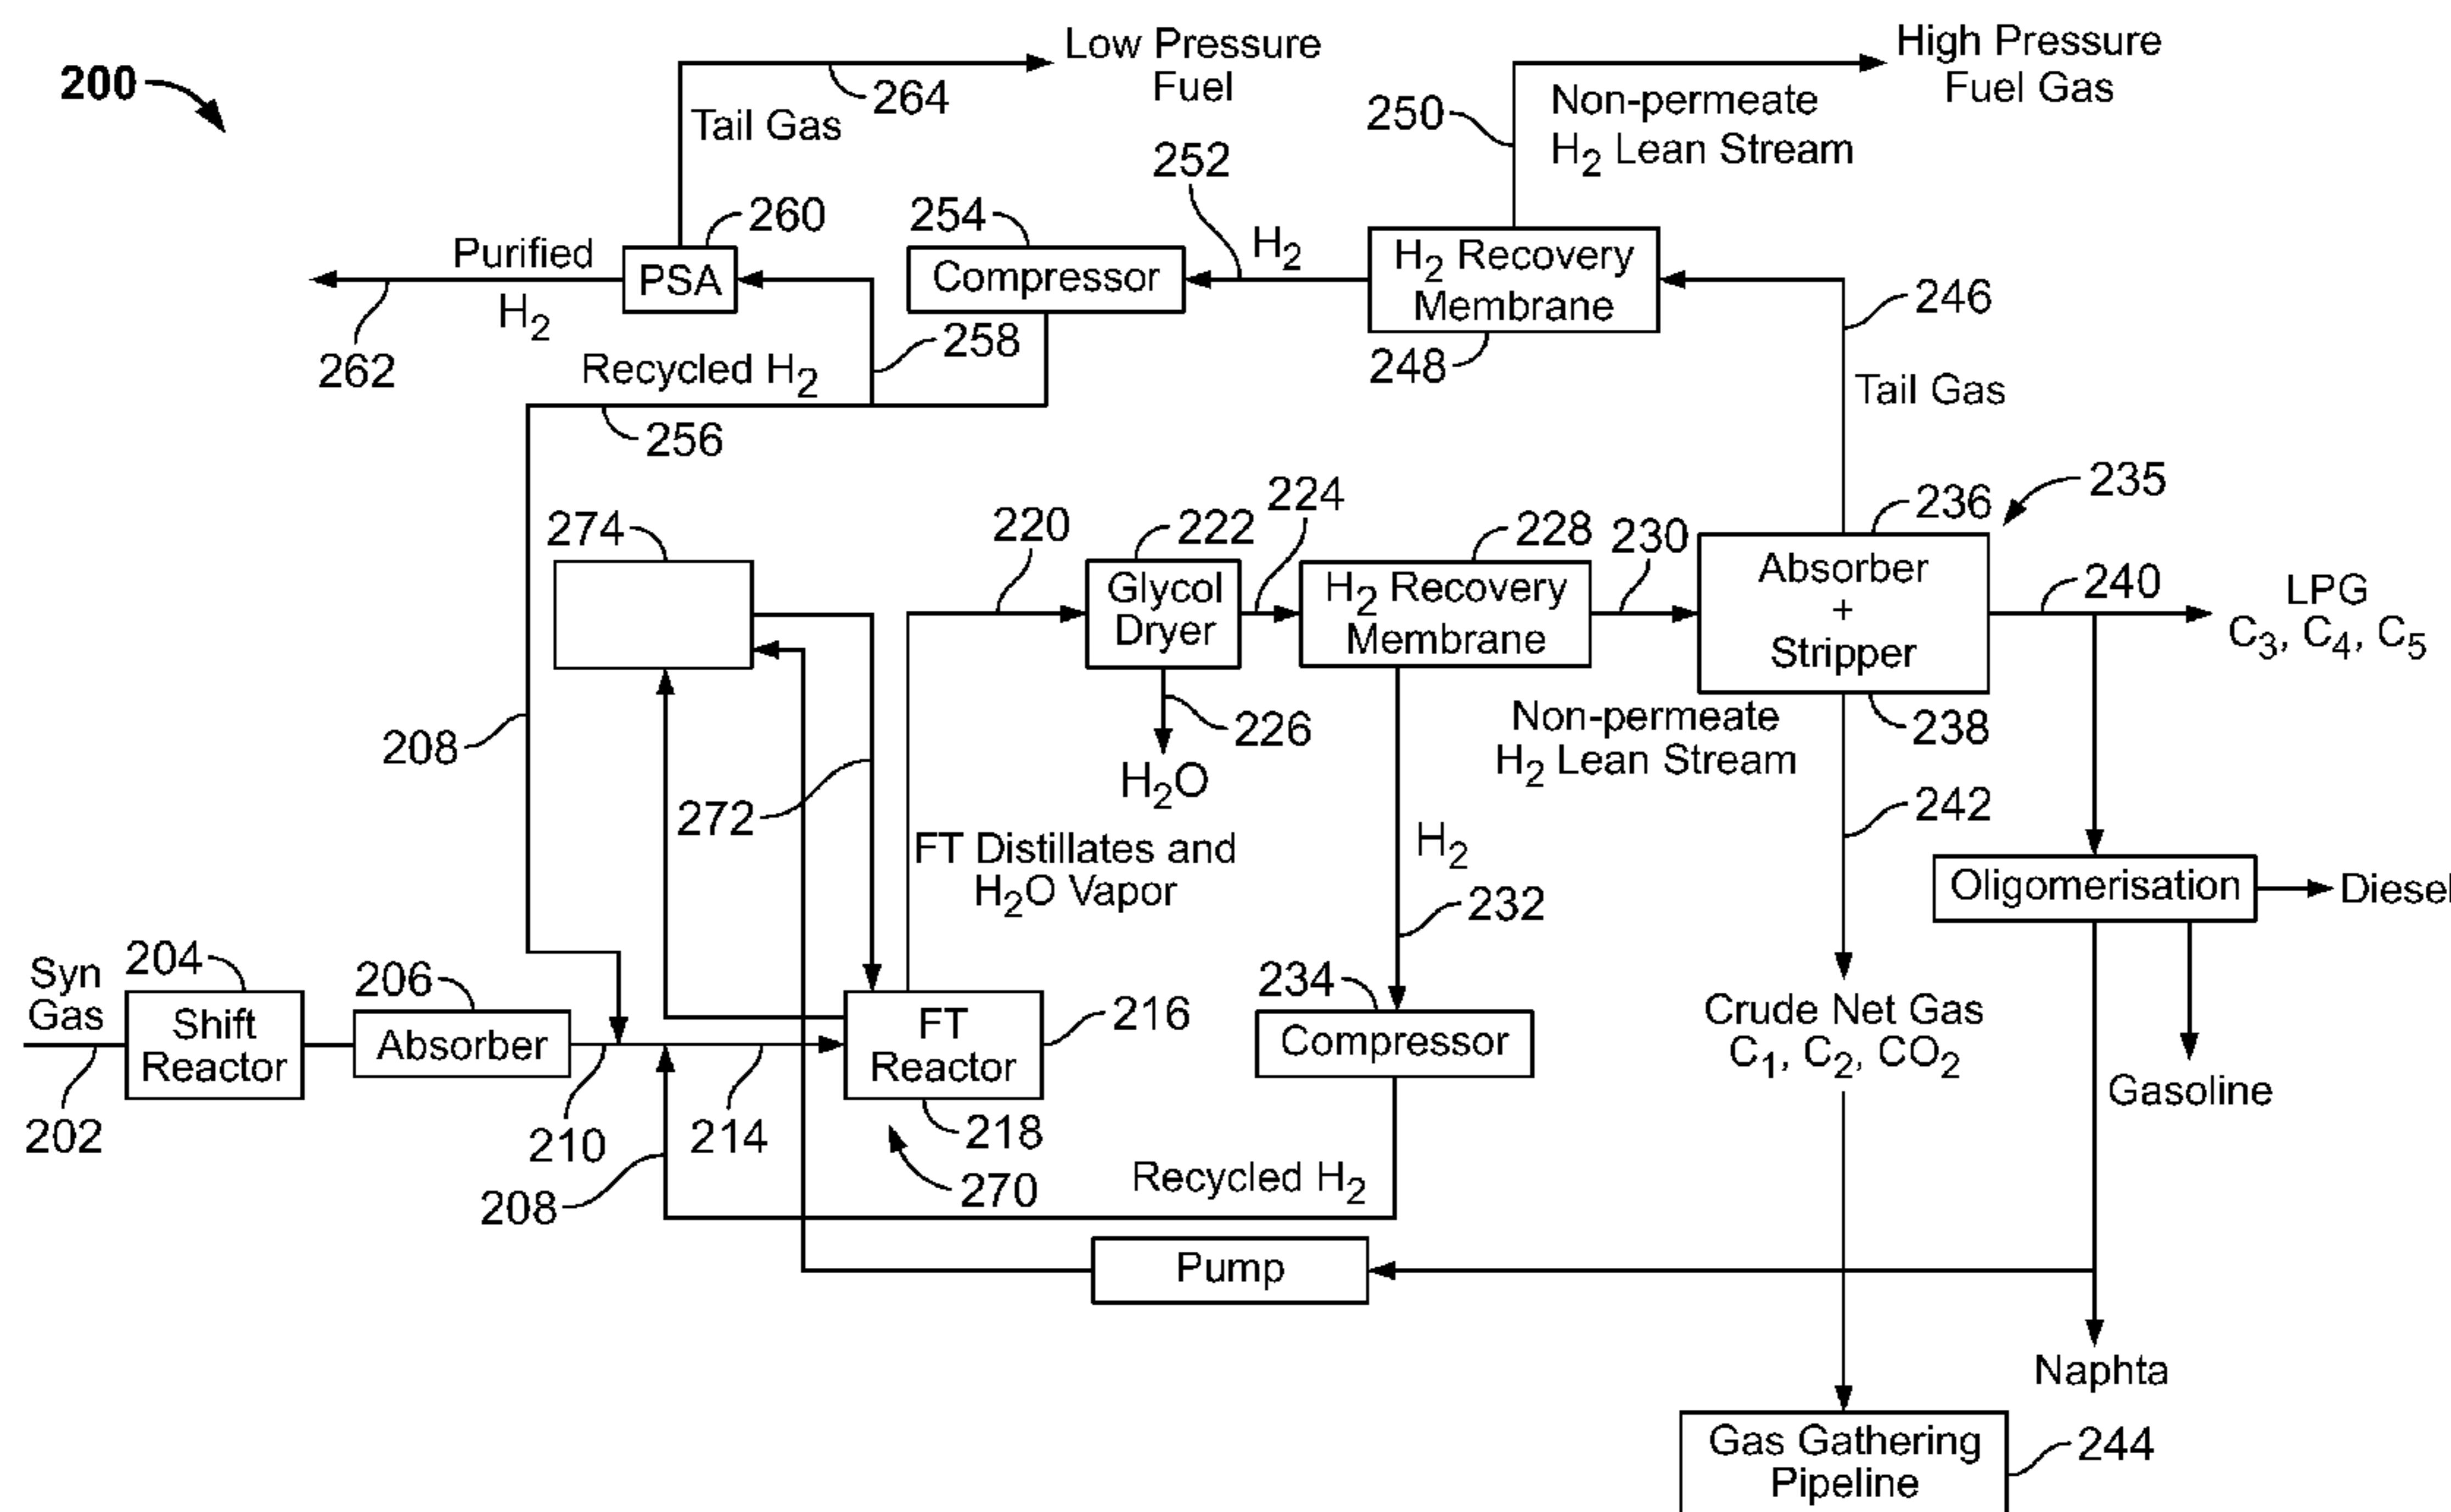 200
Low Pressure
Fuel
264
Tail Gas
High Pressure
Fuel Gas
250
Non-permeate
H2 Lean Stream
252
260
254
Purified
H2
PSA
Compressor
H2
H2 Recovery
Membrane
246
262
258
248
Recycled H2
Tail Gas
256
274
220
222
224
228
230
236
235
Glycol
Dryer
H2 Recovery
Membrane
Absorber
+
Stripper
240
LPG
C3, C4, C5
208
226
H2O
Non-permeate
H2 Lean Stream
238
272
242
FT Distillates and
H2O Vapor
H2
232
Oligomerisation
Diesel
Syn
Gas
204
206
Shift
Reactor
Absorber
FT
Reactor
216
234
Compressor
Crude Net Gas
C1, C2, CO2
Gasoline
202
210
214
218
270
208
Recycled H2
Pump
Naphta
Gas Gathering
Pipeline
244